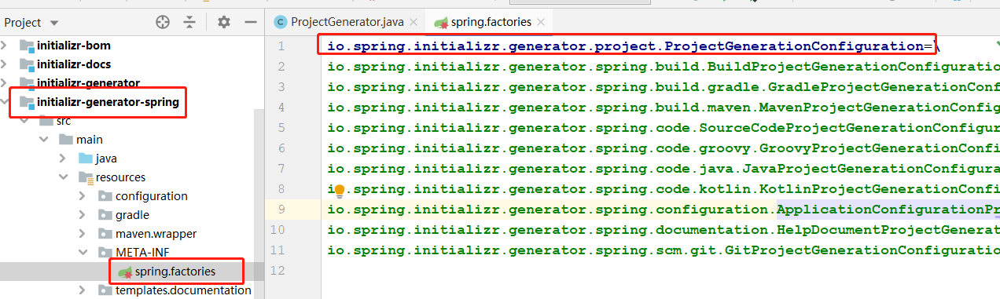 Project
ProjectGenerator.java
spring.factories
initializr-bom
initializr-docs
initializr-generator
initializr-generator-spring
src
main
java
resources
configuration
gradle
maven.wrapper
META-INF
spring.factories
templates.documentation
1 io.spring.initializr.generator.project.ProjectGenerationConfiguration=\
2 io.spring.initializr.generator.spring.build.BuildProjectGenerationConfiguratio
3 io.spring.initializr.generator.spring.build.gradle.GradleProjectGenerationConf
4 io.spring.initializr.generator.spring.build.maven.MavenProjectGenerationConfig
5 io.spring.initializr.generator.spring.code.SourceCodeProjectGenerationConfigur
6 io.spring.initializr.generator.spring.code.groovy.GroovyProjectGenerationConfi
7 io.spring.initializr.generator.spring.code.java.JavaProjectGenerationConfigura
8 i .spring.initializr.generator.spring.code.kotlin.KotlinProjectGenerationConfi
9 io.spring.initializr.generator.spring.configuration.ApplicationConfigurationPr
10 io.spring.initializr.generator.spring.documentation.HelpDocumentProjectGenerat
11 io.spring.initializr.generator.spring.scm.git.GitProjectGenerationConfiguratio
12